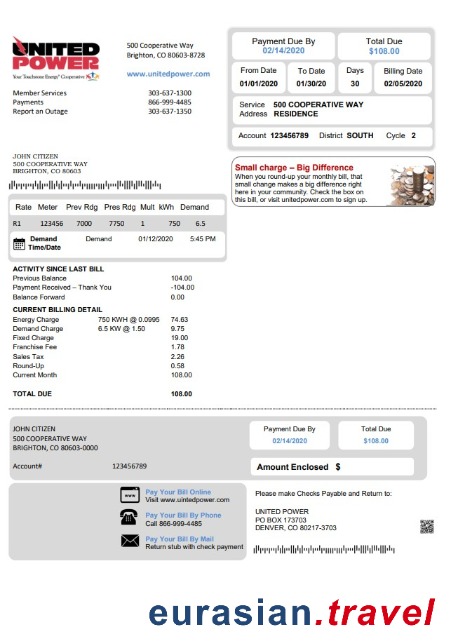 UNITED
POWER
Your Touchstone Energy® Cooperative
500 Cooperative Way
Brighton, CO 80603-8728
www.unitedpower.com
Member Services 303-637-1300
Payments 866-999-4485
Report an Outage 303-637-1350
Payment Due By Total Due
02/14/2020 $108.00
From Date To Date Days Billing Date
01/01/2020 01/30/20 30 02/05/2020
Service 500 COOPERATIVE WAY
Address RESIDENCE
Account 123456789 District SOUTH Cycle 2
JOHN CITIZEN
500 COOPERATIVE WAY
BRIGHTON, CO 80603
Small charge – Big Difference
When you round-up your monthly bill, that
small change makes a big difference right
here in your community. Check the box on
this bill, or visit unitedpower.com to sign up.
Rate Meter Prev Rdg Pres Rdg Mult kWh Demand
R1 123456 7000 7750 1 750 6.5
Demand Time/Date Demand 01/12/2020 5:45 PM
ACTIVITY SINCE LAST BILL
Previous Balance 104.00
Payment Received – Thank You -104.00
Balance Forward 0.00
CURRENT BILLING DETAIL
Energy Charge 750 KWH @ 0.0995 74.63
Demand Charge 6.5 KW @ 1.50 9.75
Fixed Charge 19.00
Franchise Fee 1.78
Sales Tax 2.26
Round-Up 0.58
Current Month 108.00
TOTAL DUE 108.00
JOHN CITIZEN
500 COOPERATIVE WAY
BRIGHTON, CO 80603-0000
Account# 123456789
Payment Due By Total Due
02/14/2020 $108.00
Amount Enclosed $
WWW
Pay Your Bill Online
Visit www.uintedpower.com
Pay Your Bill By Phone
Call 866-999-4485
Pay Your Bill By Mail
Return stub with check payment
Please make Checks Payable and Return to:
UNITED POWER
PO BOX 173703
DENVER, CO 80217-3703
eurasian.travel